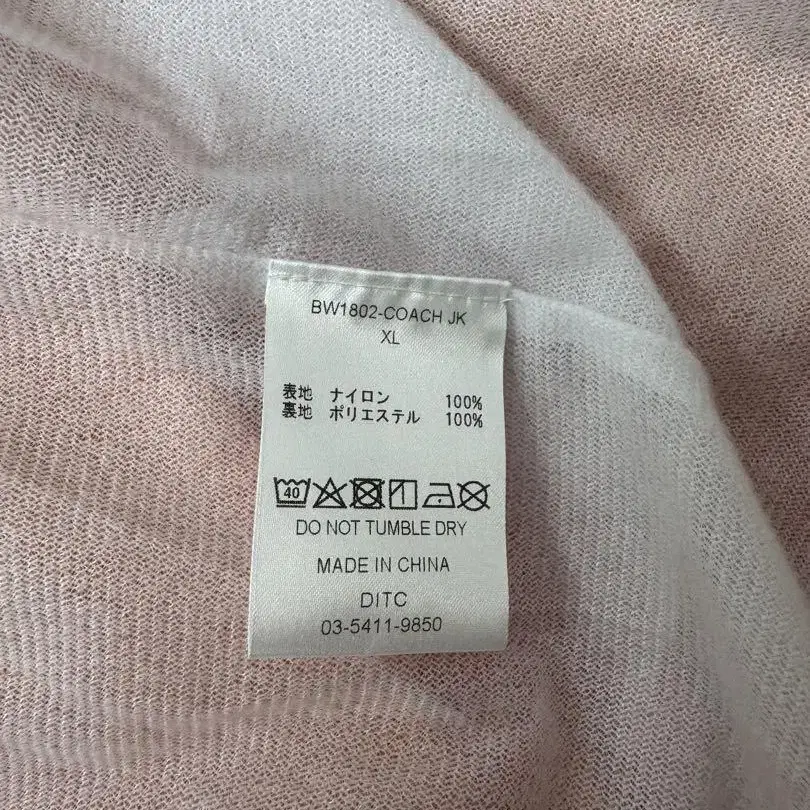 BW1802-COACH JK
XL
表地 ナイロン 100%
裏地 ポリエステル 100%
40
DO NOT TUMBLE DRY
MADE IN CHINA
DITC
03-5411-9850